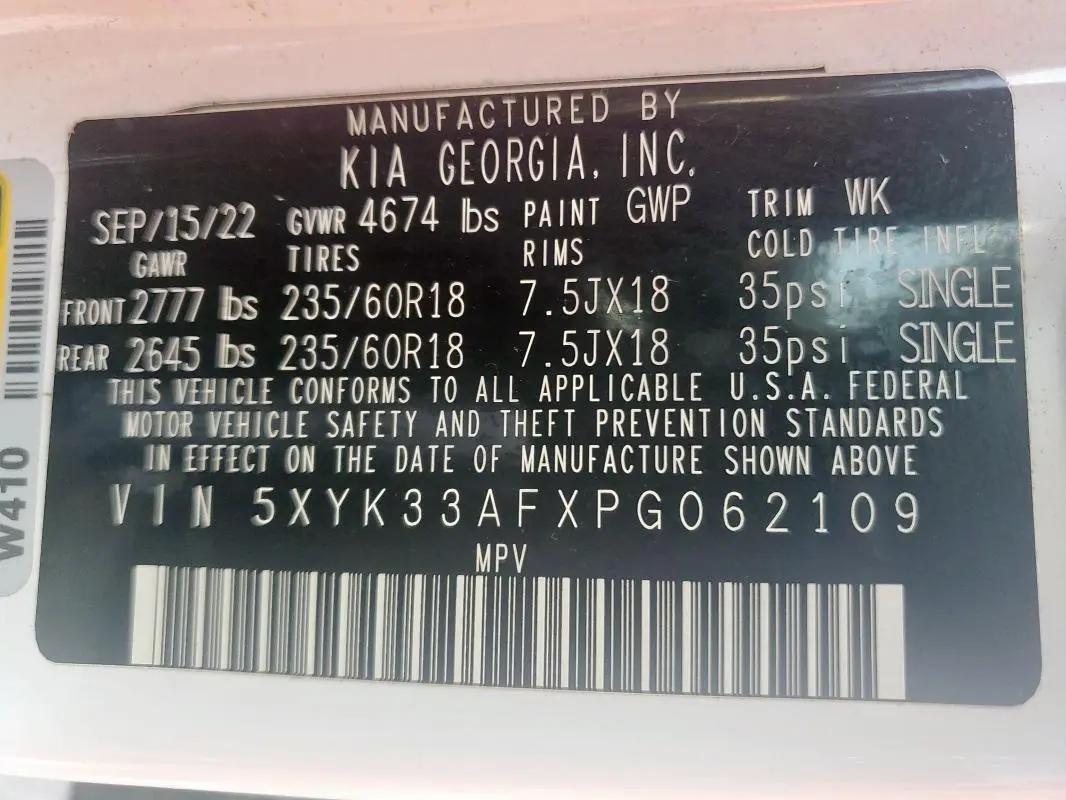 MANUFACTURED BY
KIA GEORGIA, INC.
SEP/15/22 GVWR 4674 lbs PAINT GWP TRIM WK
GAWR TIRES RIMS COLD TIRE INFL
FRONT 2777 lbs 235/60R18 7.5JX18 35psi SINGLE
REAR 2645 lbs 235/60R18 7.5JX18 35psi SINGLE
THIS VEHICLE CONFORMS TO ALL APPLICABLE U.S.A. FEDERAL
MOTOR VEHICLE SAFETY AND THEFT PREVENTION STANDARDS
IN EFFECT ON THE DATE OF MANUFACTURE SHOWN ABOVE
VIN 5XYK33AFXPG062109
MPV
W410